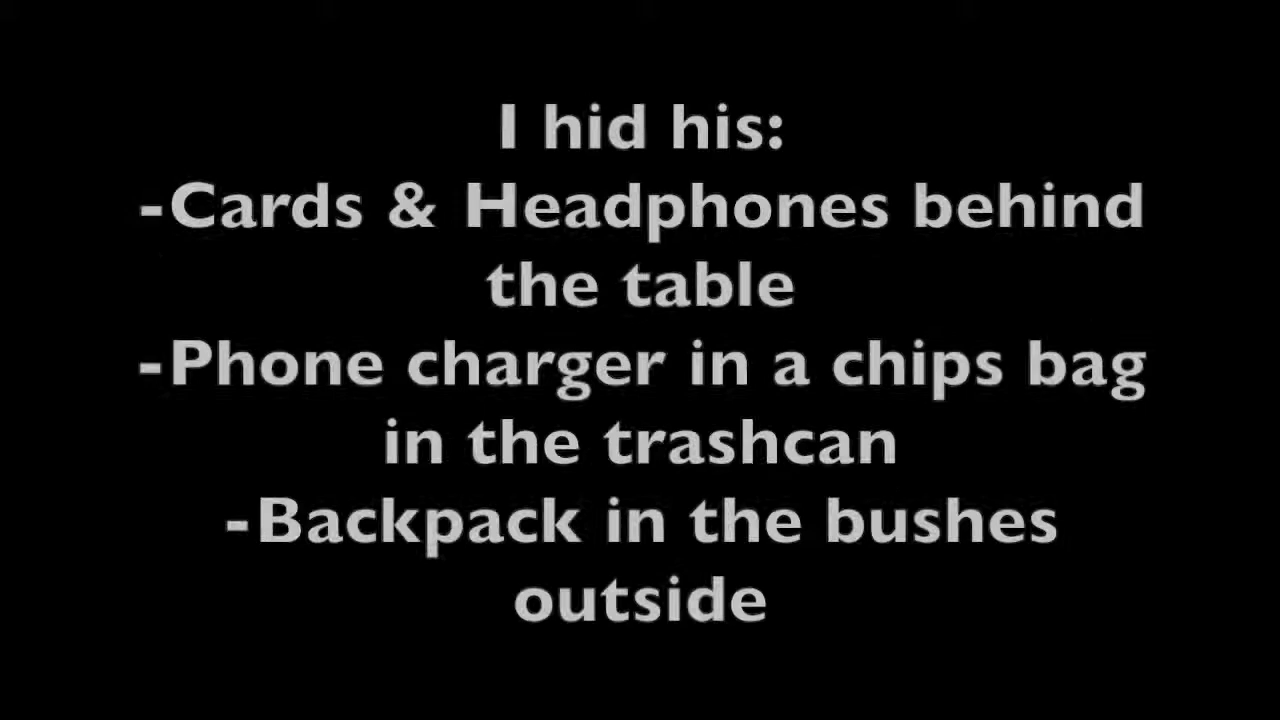 I hid his:
-Cards & Headphones behind
the table
-Phone charger in a chips bag
in the trashcan
-Backpack in the bushes
outside